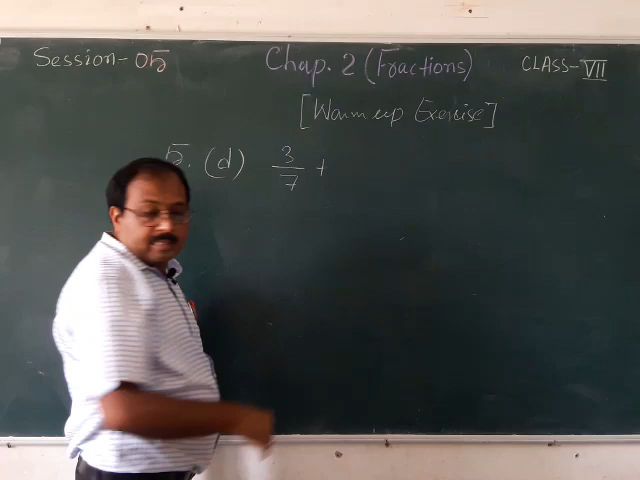 Session-05 Chap. 2 (Fractions) CLASS-VII
[Warm up Exercise]
5. (d) 3/7 +